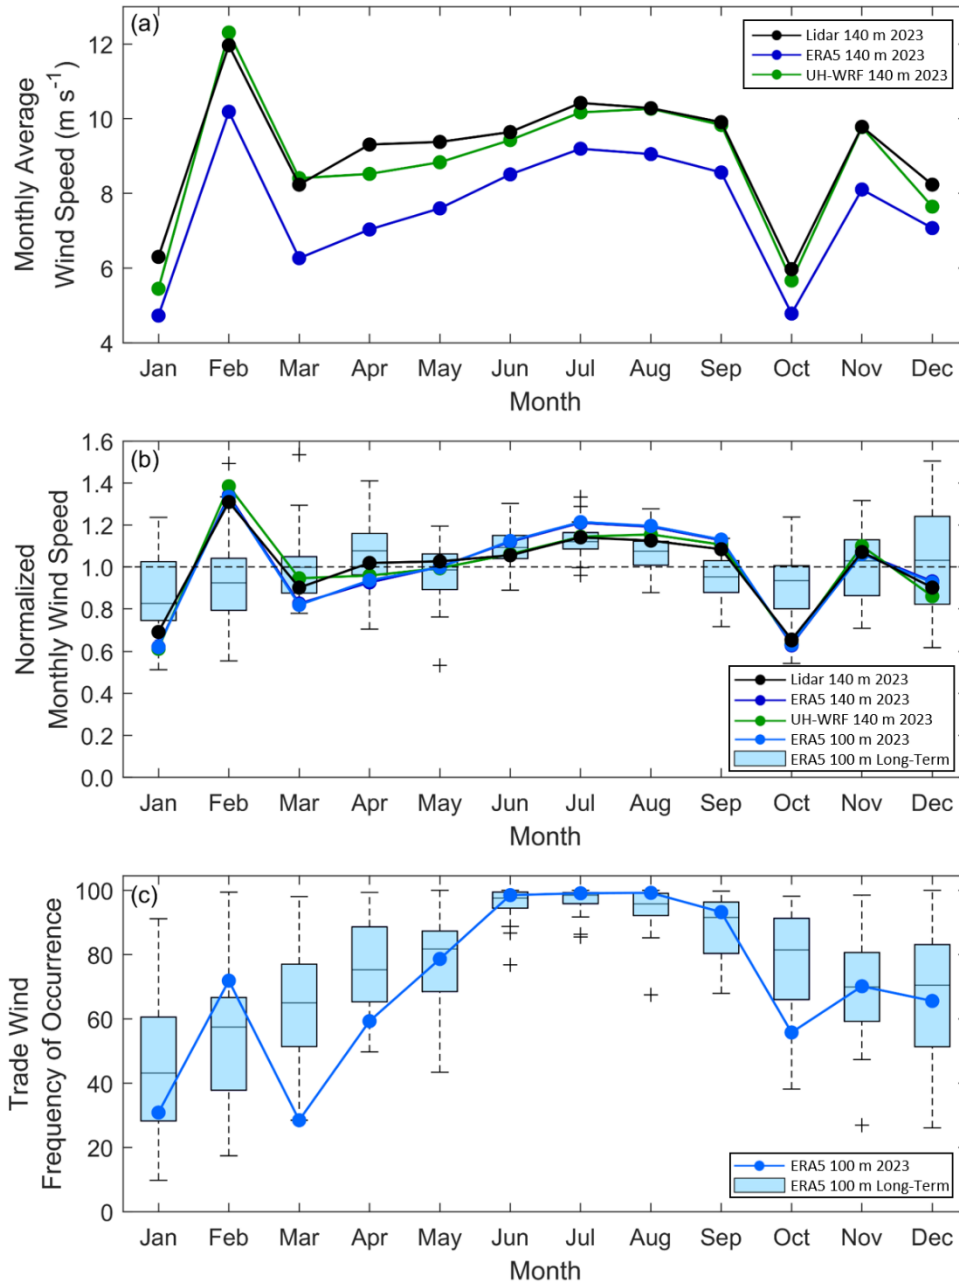 (a)
Lidar 140 m 2023
ERA5 140 m 2023
UH-WRF 140 m 2023
Monthly Average
Wind Speed (m s⁻¹)
12
10
8
6
4
Jan Feb Mar Apr May Jun Jul Aug Sep Oct Nov Dec
Month
(b)
Normalized
Monthly Wind Speed
1.6
1.4
1.2
1.0
0.8
0.6
0.4
0.2
0.0
Lidar 140 m 2023
ERA5 140 m 2023
UH-WRF 140 m 2023
ERA5 100 m 2023
ERA5 100 m Long-Term
Jan Feb Mar Apr May Jun Jul Aug Sep Oct Nov Dec
Month
(c)
Trade Wind
Frequency of Occurrence
100
80
60
40
20
0
ERA5 100 m 2023
ERA5 100 m Long-Term
Jan Feb Mar Apr May Jun Jul Aug Sep Oct Nov Dec
Month